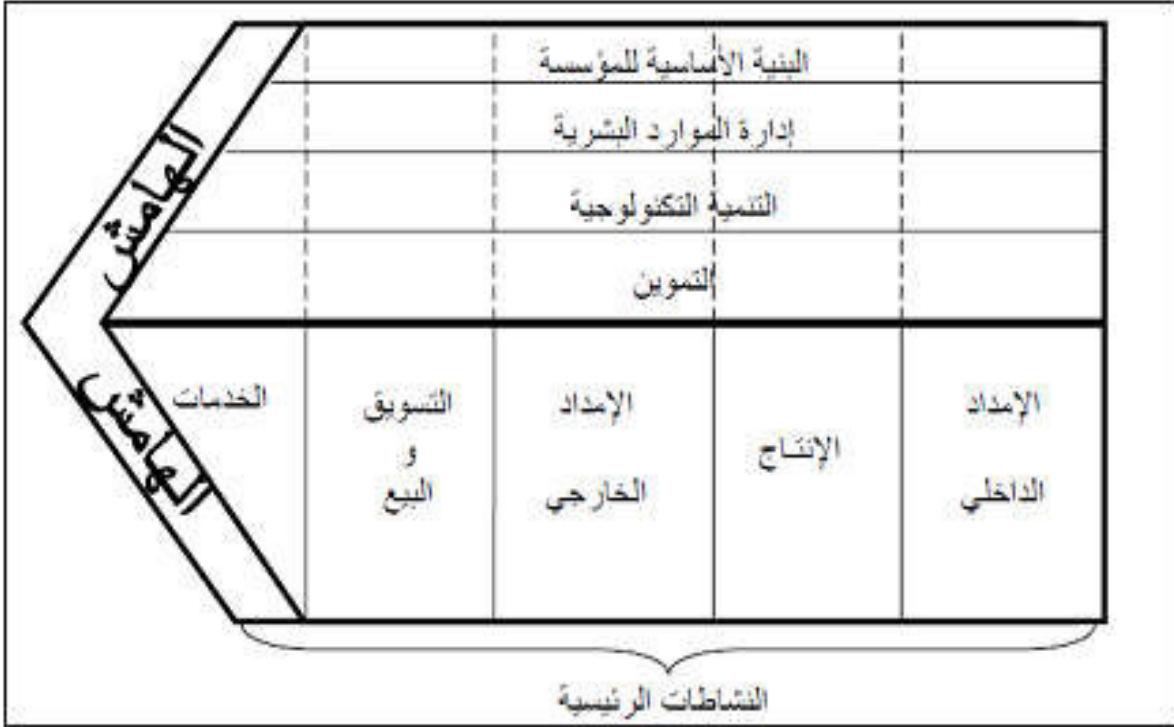 البنية الأساسية للمؤسسة
إدارة الموارد البشرية
التنمية التكنولوجية
التموين
الهامش
الإمداد
الداخلي
الإنتــاج
الإمداد
الخارجي
التسويق
و
البيع
الخدمات
الهامش
النشاطات الرئيسية